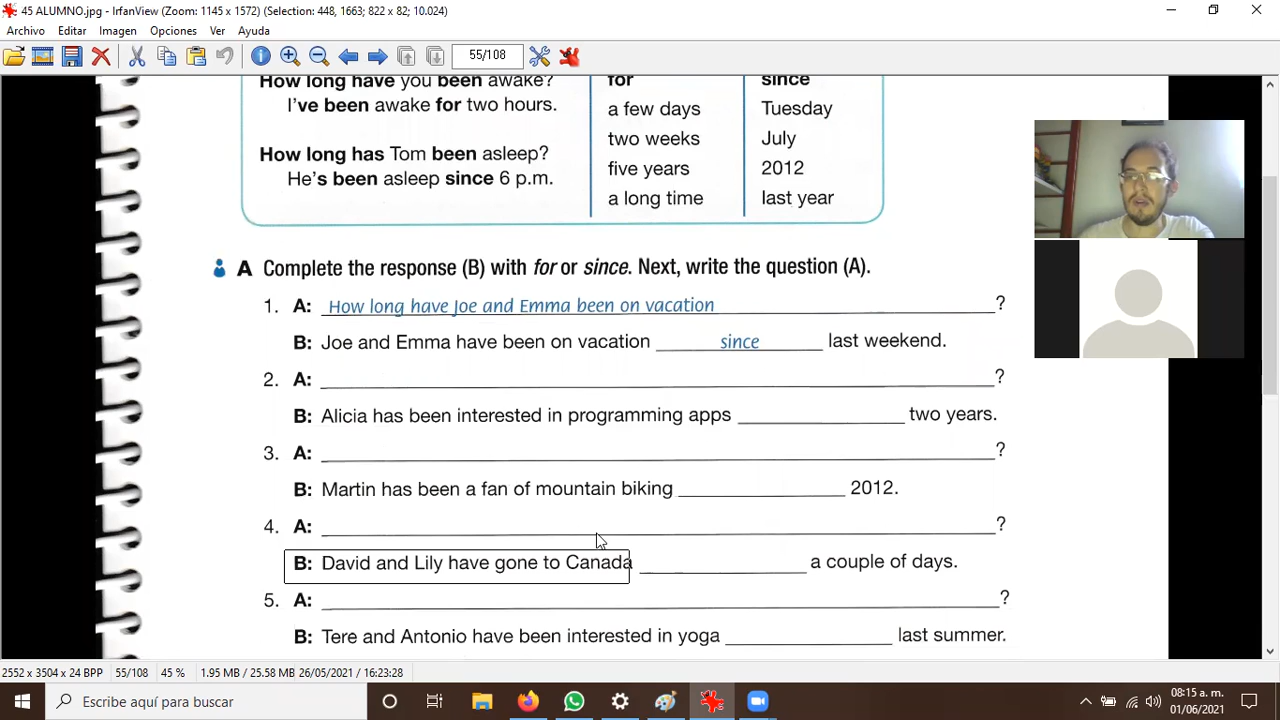 45 ALUMNO.jpg - IrfanView (Zoom: 1145 x 1572) (Selection: 448, 1663; 822 x 82; 10.024)
Archivo Editar Imagen Opciones Ver Ayuda
55/108
How long have you been awake?
I've been awake for two hours.
How long has Tom been asleep?
He's been asleep since 6 p.m.
for
a few days
two weeks
five years
a long time
since
Tuesday
July
2012
last year
A Complete the response (B) with for or since. Next, write the question (A).
1. A: How long have Joe and Emma been on vacation ?
B: Joe and Emma have been on vacation since last weekend.
2. A: ?
B: Alicia has been interested in programming apps two years.
3. A: ?
B: Martin has been a fan of mountain biking 2012.
4. A: ?
B: David and Lily have gone to Canada a couple of days.
5. A: ?
B: Tere and Antonio have been interested in yoga last summer.
2552 x 3504 x 24 BPP 55/108 45 % 1.95 MB / 25.58 MB 26/05/2021 / 16:23:28
Escribe aquí para buscar
08:15 a. m.
01/06/2021